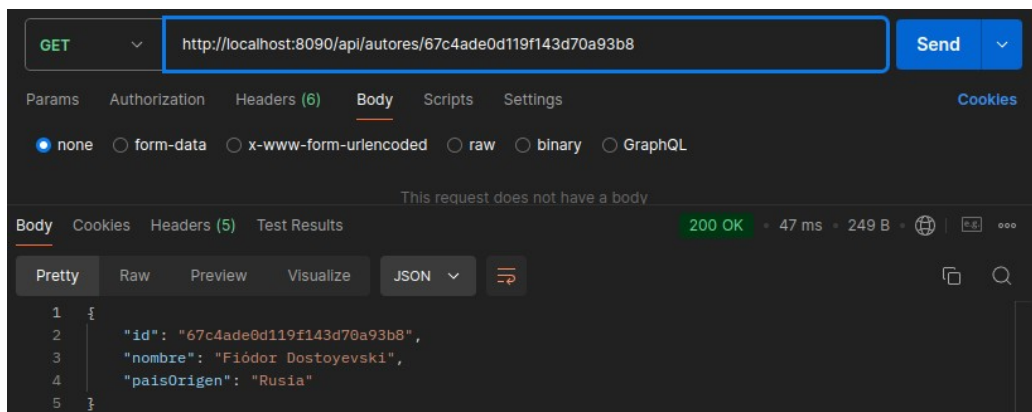 GET http://localhost:8090/api/autores/67c4ade0d119f143d70a93b8 Send
Params Authorization Headers (6) Body Scripts Settings Cookies
none form-data x-www-form-urlencoded raw binary GraphQL
This request does not have a body
Body Cookies Headers (5) Test Results 200 OK • 47 ms • 249 B • e.g. ooo
Pretty Raw Preview Visualize JSON
1 {
2 "id": "67c4ade0d119f143d70a93b8",
3 "nombre": "Fiódor Dostoyevski",
4 "paisOrigen": "Rusia"
5 }